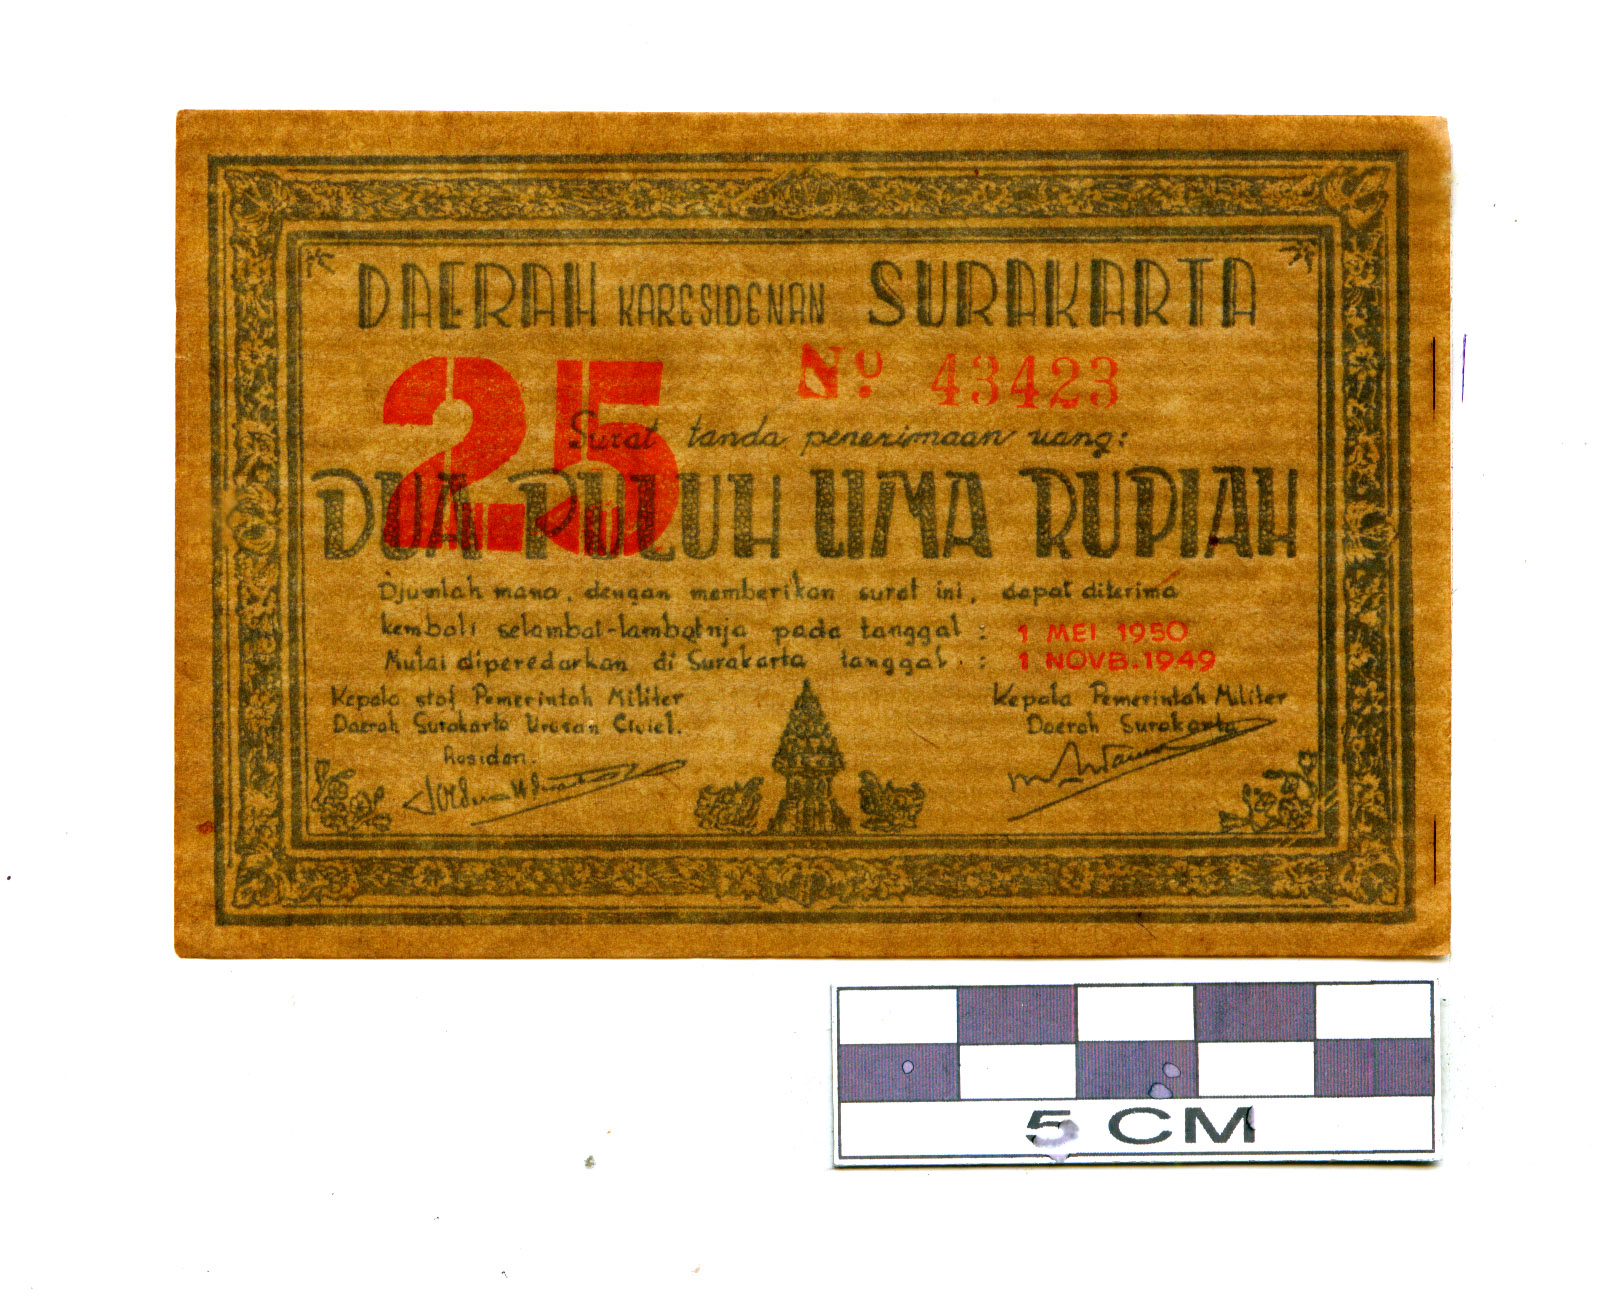 DAERAH KARESIDENAN SURAKARTA
25
No. 43423
Surat tanda penerimaan uang:
DUA PULUH LIMA RUPIAH
Djumlah mana, dengan memberikan surat ini, dapat diterima
kembali selambat-lambatnja pada tanggal : 1 MEI 1950
Mulai diperedarkan di Surakarta tanggal : 1 NOVB. 1949
Kepala staf Pemerintah Militer
Daerah Surakarta Urusan Civiel.
Residen.
Kepala Pemerintah Militer
Daerah Surakarta
5 CM